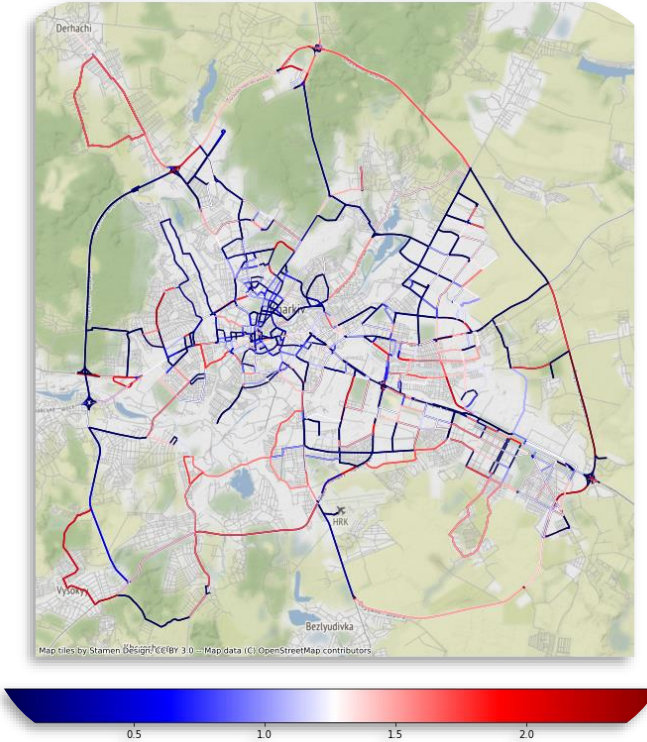 Derhachi
HRK
Vysokyi
Bezlyudivka
Map tiles by Stamen Design, CC BY 3.0 -- Map data (C) OpenStreetMap contributors
0.5 1.0 1.5 2.0